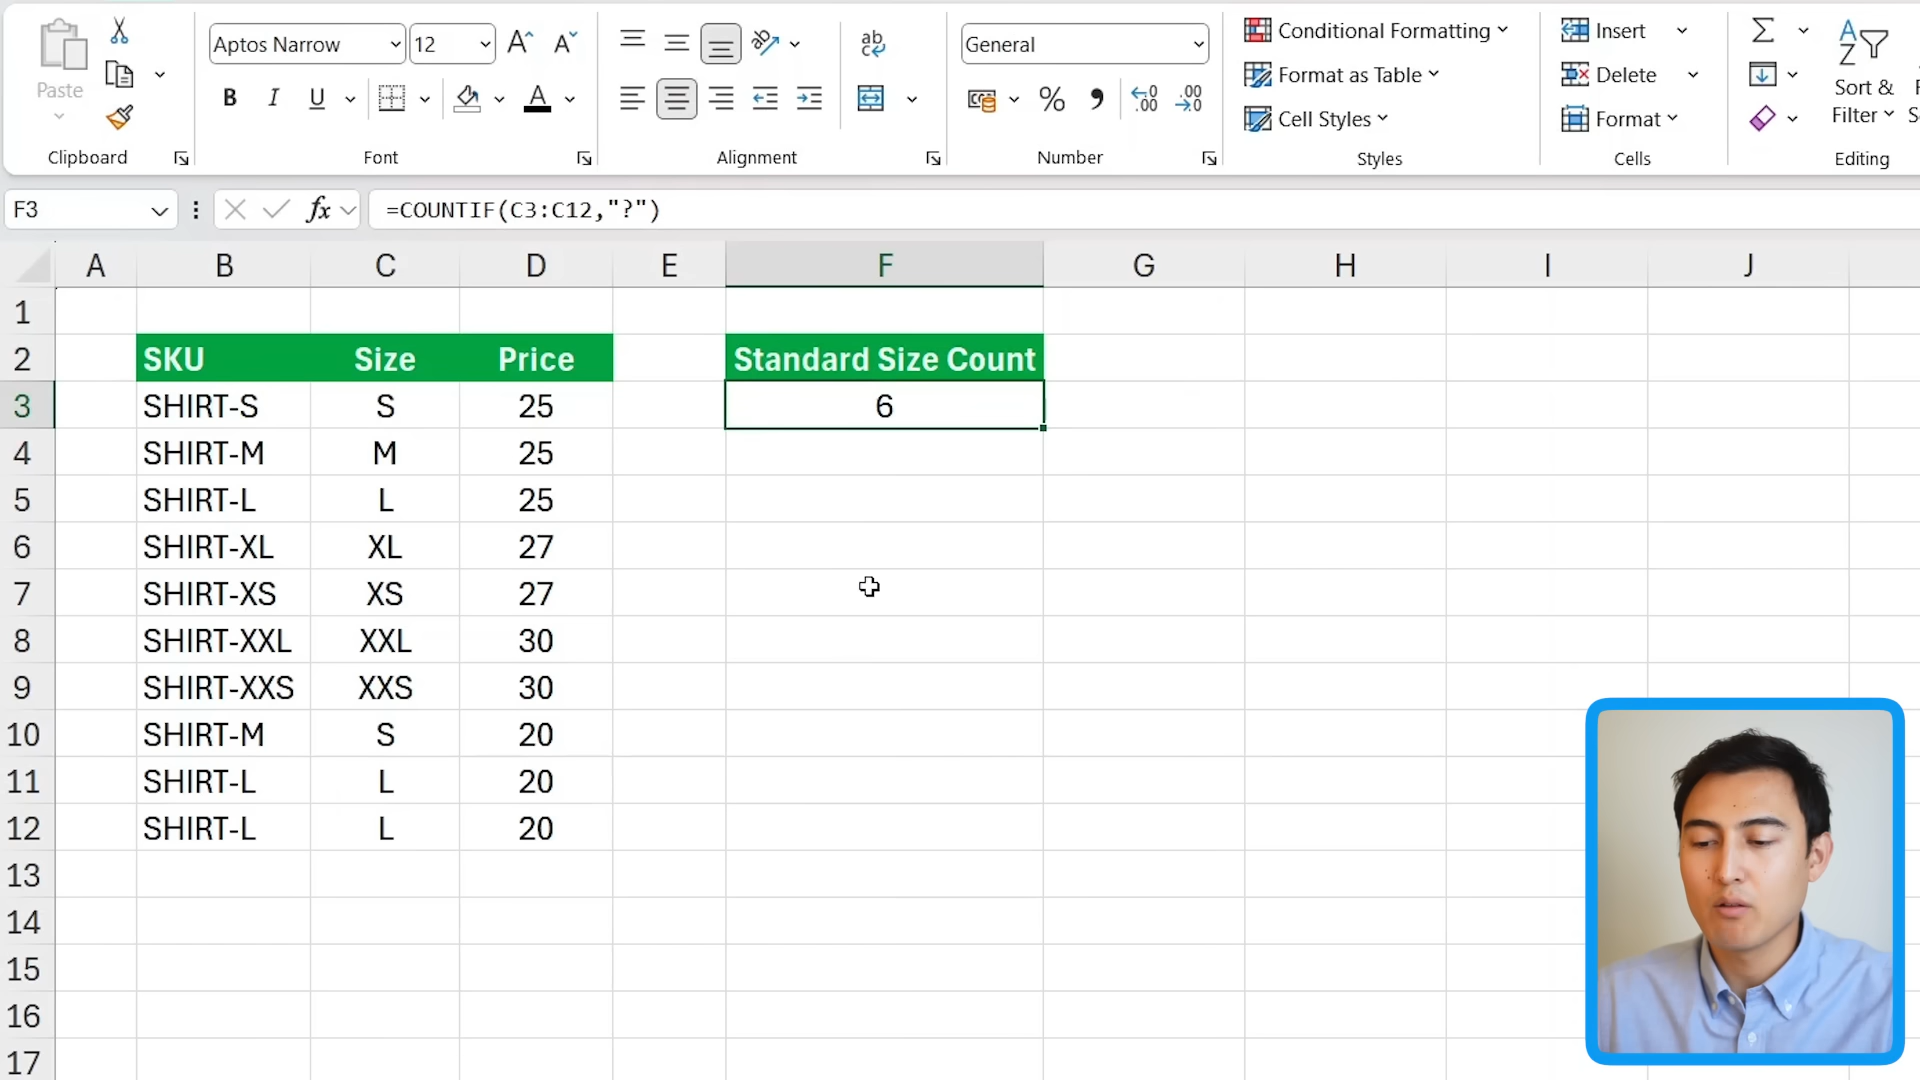 Paste
Clipboard
Aptos Narrow 12 A^ A˅
B I U A
Font
ab
Alignment
General
% , .00 .00
Number
Conditional Formatting
Format as Table
Cell Styles
Styles
Insert
Delete
Format
Cells
Σ
A Z
Sort &
Filter
Editing
F3 fx =COUNTIF(C3:C12,"?")
A B C D E F G H I J
1
2 SKU Size Price Standard Size Count
3 SHIRT-S S 25 6
4 SHIRT-M M 25
5 SHIRT-L L 25
6 SHIRT-XL XL 27
7 SHIRT-XS XS 27
8 SHIRT-XXL XXL 30
9 SHIRT-XXS XXS 30
10 SHIRT-M S 20
11 SHIRT-L L 20
12 SHIRT-L L 20
13
14
15
16
17